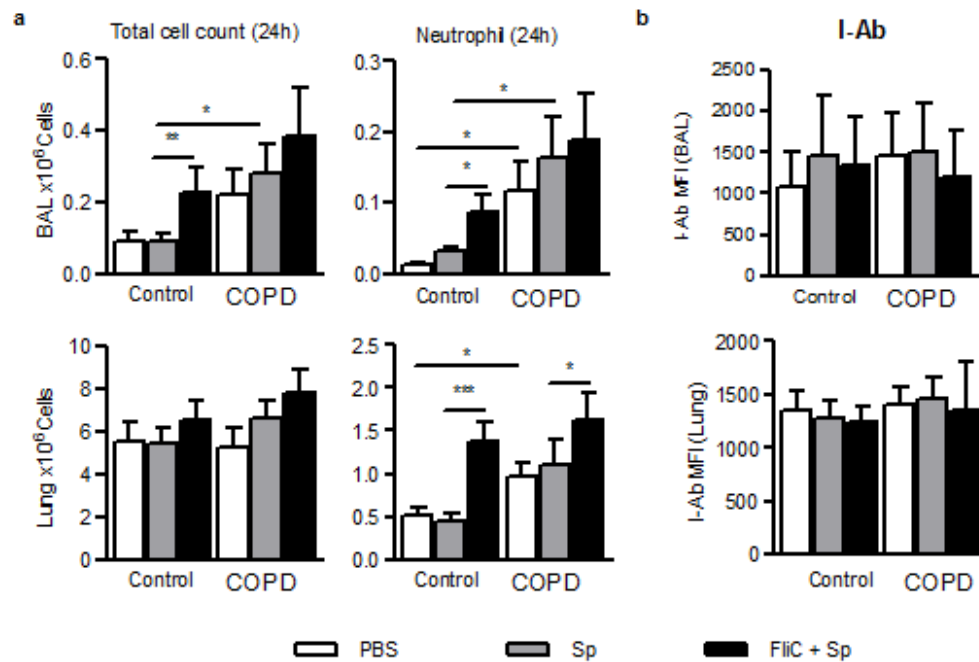 a
Total cell count (24h)
Neutrophil (24h)
b
I-Ab
BAL x10⁶Cells
0.6
0.4
0.2
0.0
*
**
Control
COPD
0.3
0.2
0.1
0.0
*
*
*
Control
COPD
I-Ab MFI (BAL)
2500
2000
1500
1000
500
0
Control
COPD
Lung x10⁶Cells
10
8
6
4
2
0
Control
COPD
2.5
2.0
1.5
1.0
0.5
0.0
*
***
*
Control
COPD
I-Ab MFI (Lung)
2000
1500
1000
500
0
Control
COPD
PBS
Sp
FliC + Sp